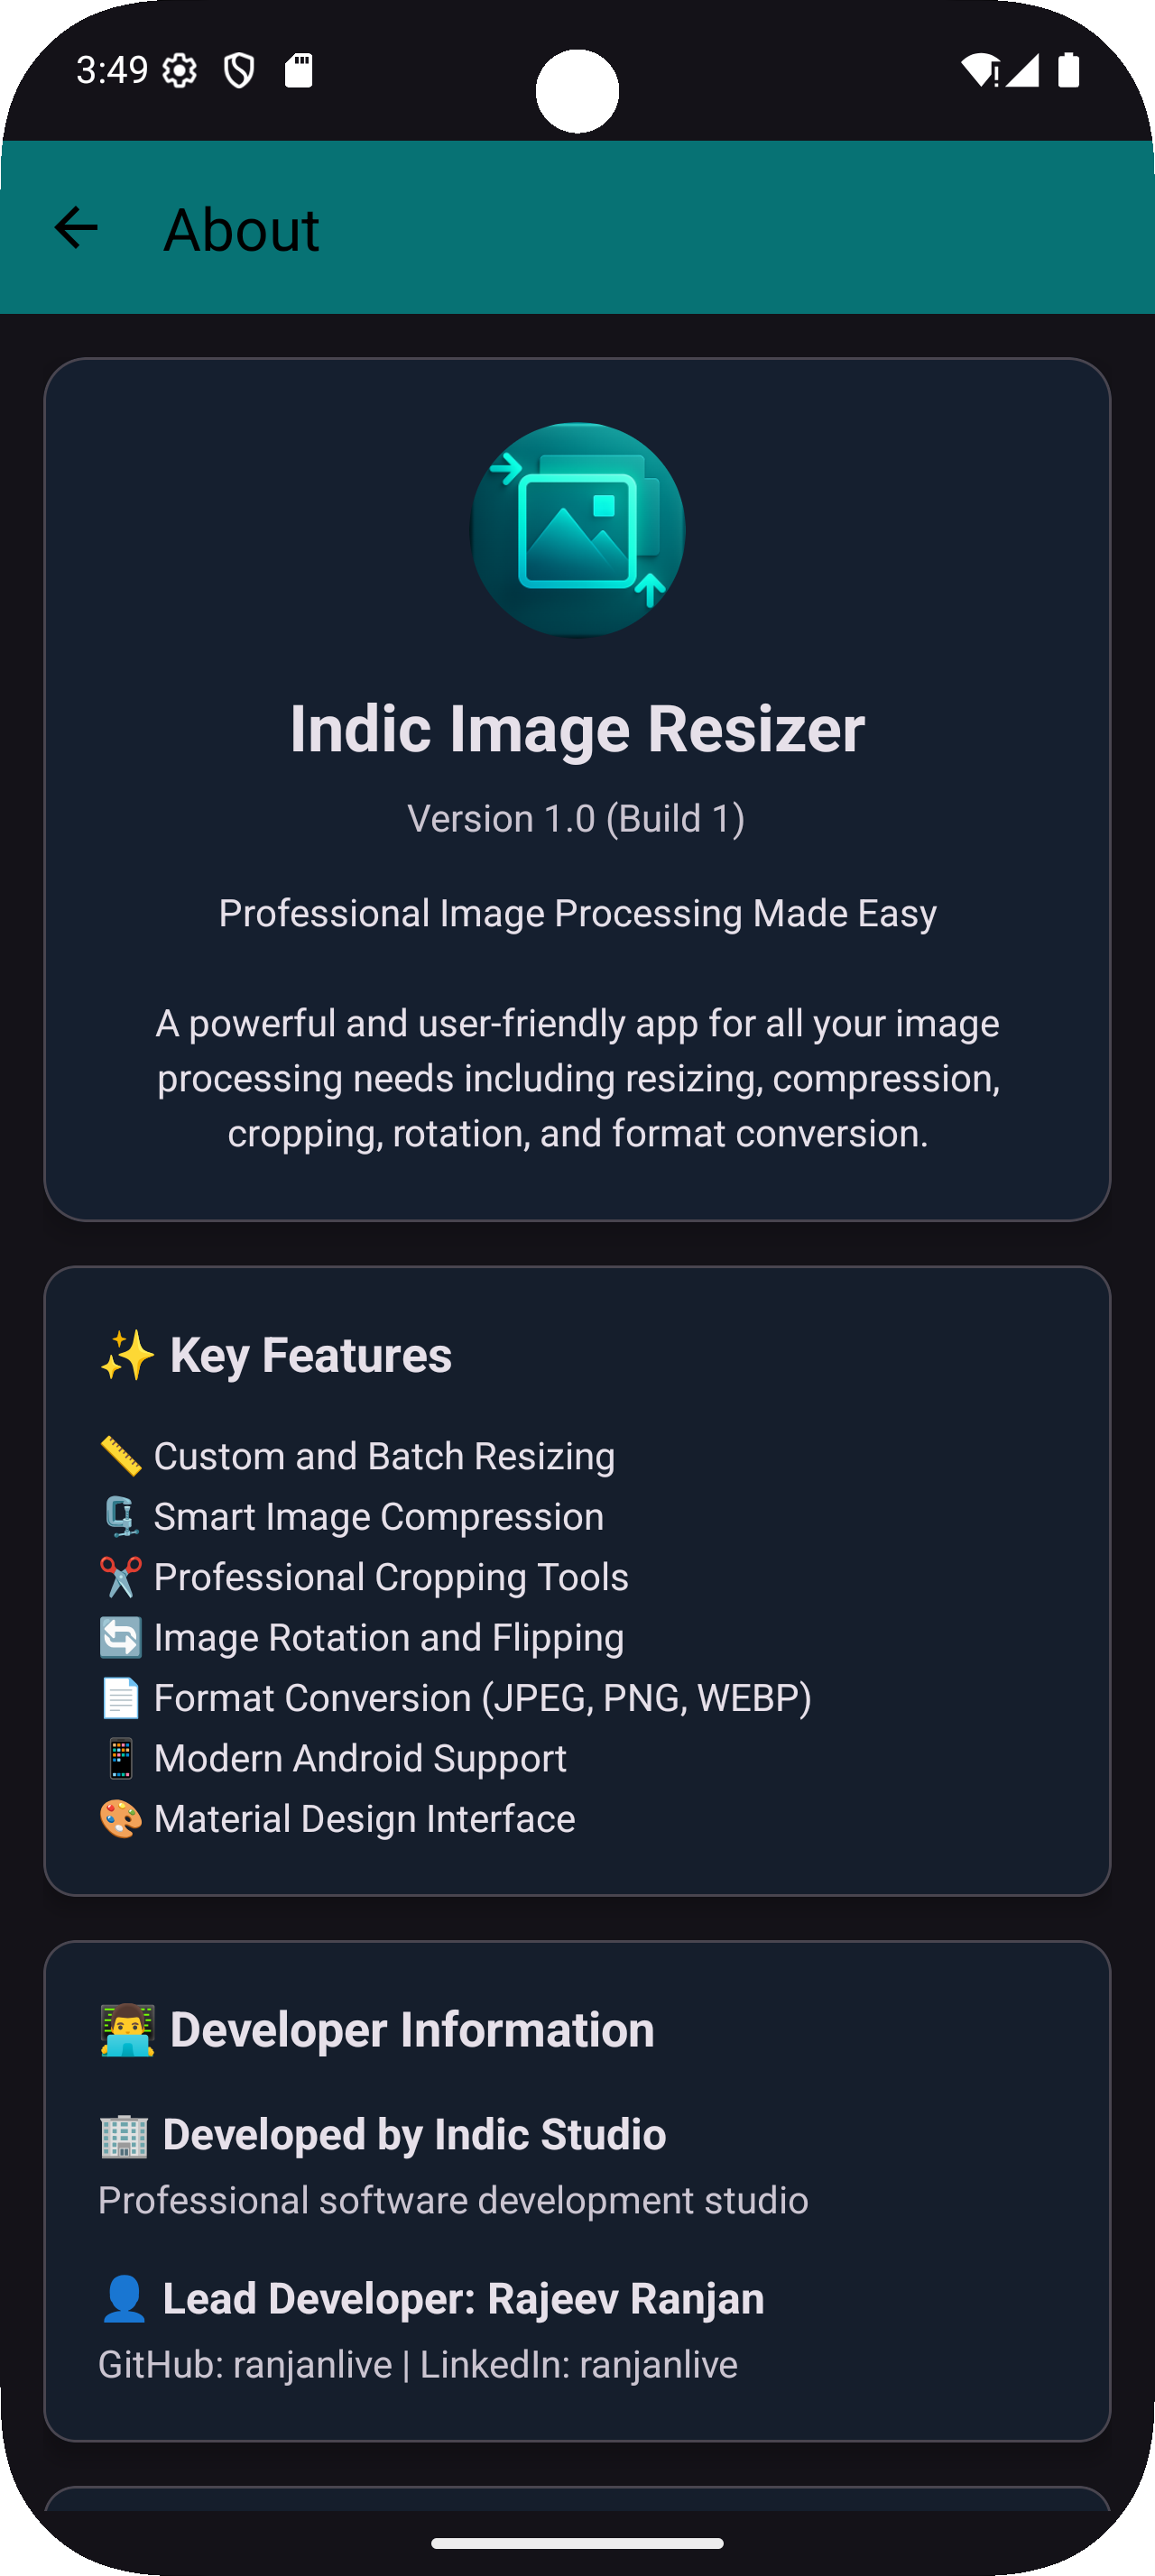 3:49
About
Indic Image Resizer
Version 1.0 (Build 1)
Professional Image Processing Made Easy
A powerful and user-friendly app for all your image
processing needs including resizing, compression,
cropping, rotation, and format conversion.
✨ Key Features
📏 Custom and Batch Resizing
🗜️ Smart Image Compression
✂️ Professional Cropping Tools
🔄 Image Rotation and Flipping
📄 Format Conversion (JPEG, PNG, WEBP)
📱 Modern Android Support
🎨 Material Design Interface
👨‍💻 Developer Information
🏢 Developed by Indic Studio
Professional software development studio
👤 Lead Developer: Rajeev Ranjan
GitHub: ranjanlive | LinkedIn: ranjanlive